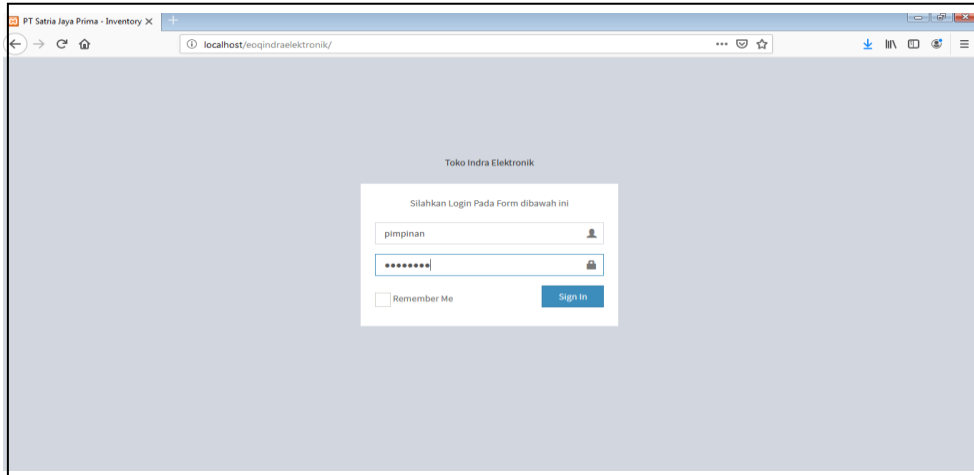 PT Satria Jaya Prima - Inventory
localhost/eoqindraelektronik/
Toko Indra Elektronik
Silahkan Login Pada Form dibawah ini
pimpinan
••••••••
Remember Me
Sign In